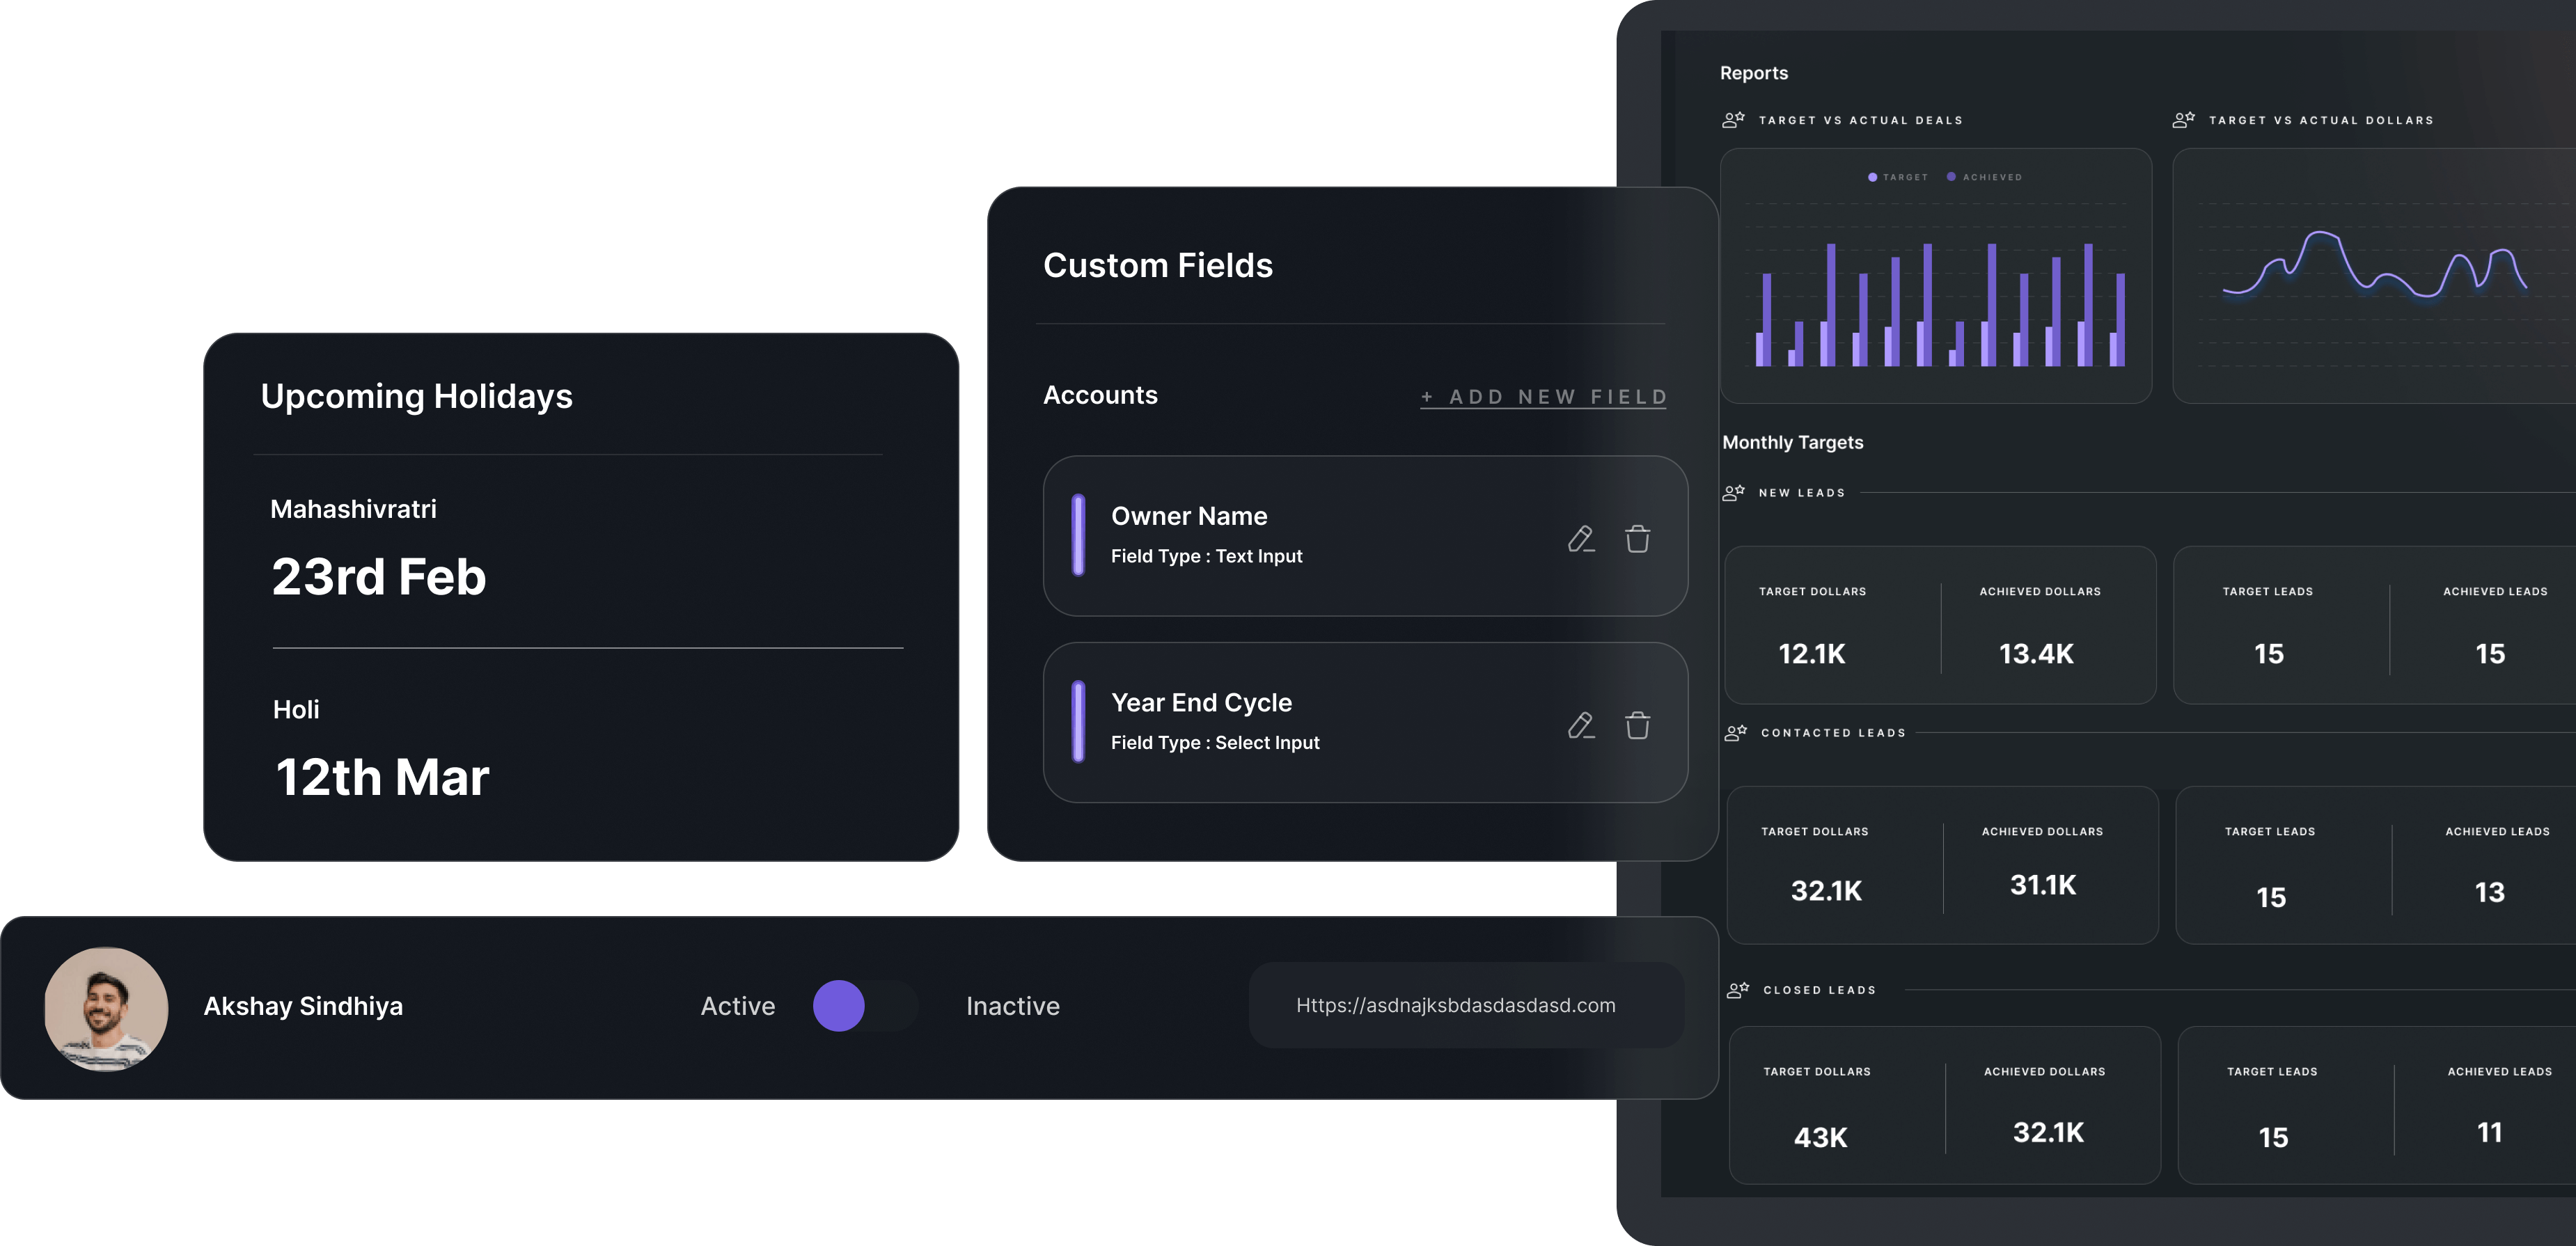 Reports
TARGET VS ACTUAL DEALS
TARGET VS ACTUAL DOLLARS
TARGET
ACHIEVED
Custom Fields
Accounts
+ ADD NEW FIELD
Owner Name
Field Type : Text Input
Year End Cycle
Field Type : Select Input
Upcoming Holidays
Mahashivratri
23rd Feb
Holi
12th Mar
Monthly Targets
NEW LEADS
TARGET DOLLARS
ACHIEVED DOLLARS
TARGET LEADS
ACHIEVED LEADS
12.1K
13.4K
15
15
CONTACTED LEADS
TARGET DOLLARS
ACHIEVED DOLLARS
TARGET LEADS
ACHIEVED LEADS
32.1K
31.1K
15
13
CLOSED LEADS
TARGET DOLLARS
ACHIEVED DOLLARS
TARGET LEADS
ACHIEVED LEADS
43K
32.1K
15
11
Akshay Sindhiya
Active
Inactive
Https://asdnajksbdasdasdasd.com